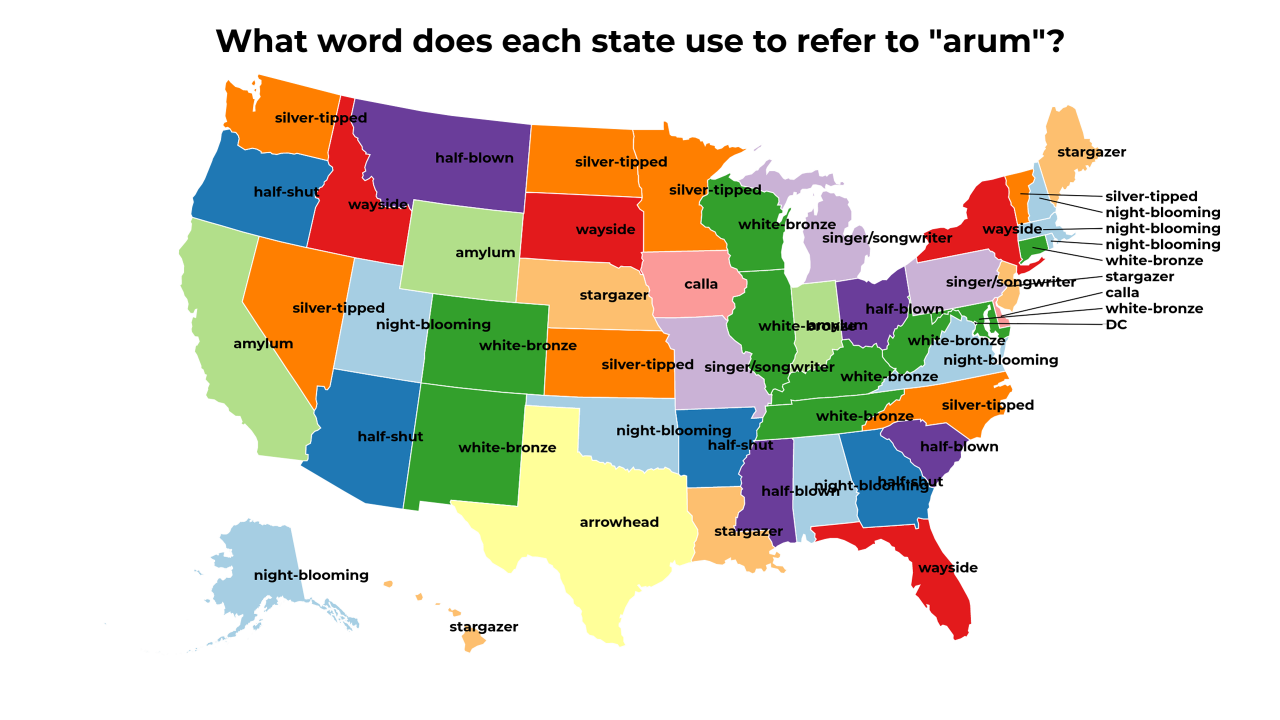 What word does each state use to refer to "arum"?
silver-tipped
half-blown
silver-tipped
stargazer
silver-tipped
half-shut
wayside
silver-tipped
night-blooming
white-bronze
wayside
wayside
night-blooming
singer/songwriter
night-blooming
amylum
white-bronze
stargazer
singer/songwriter
calla
calla
stargazer
silver-tipped
night-blooming
half-blown
white-bronze
white-bronze
amylum
DC
amylum
white-bronze
white-bronze
night-blooming
silver-tipped
singer/songwriter
white-bronze
silver-tipped
white-bronze
night-blooming
half-shut
half-shut
white-bronze
half-blown
half-shut
night-blooming
half-blown
arrowhead
stargazer
wayside
night-blooming
stargazer